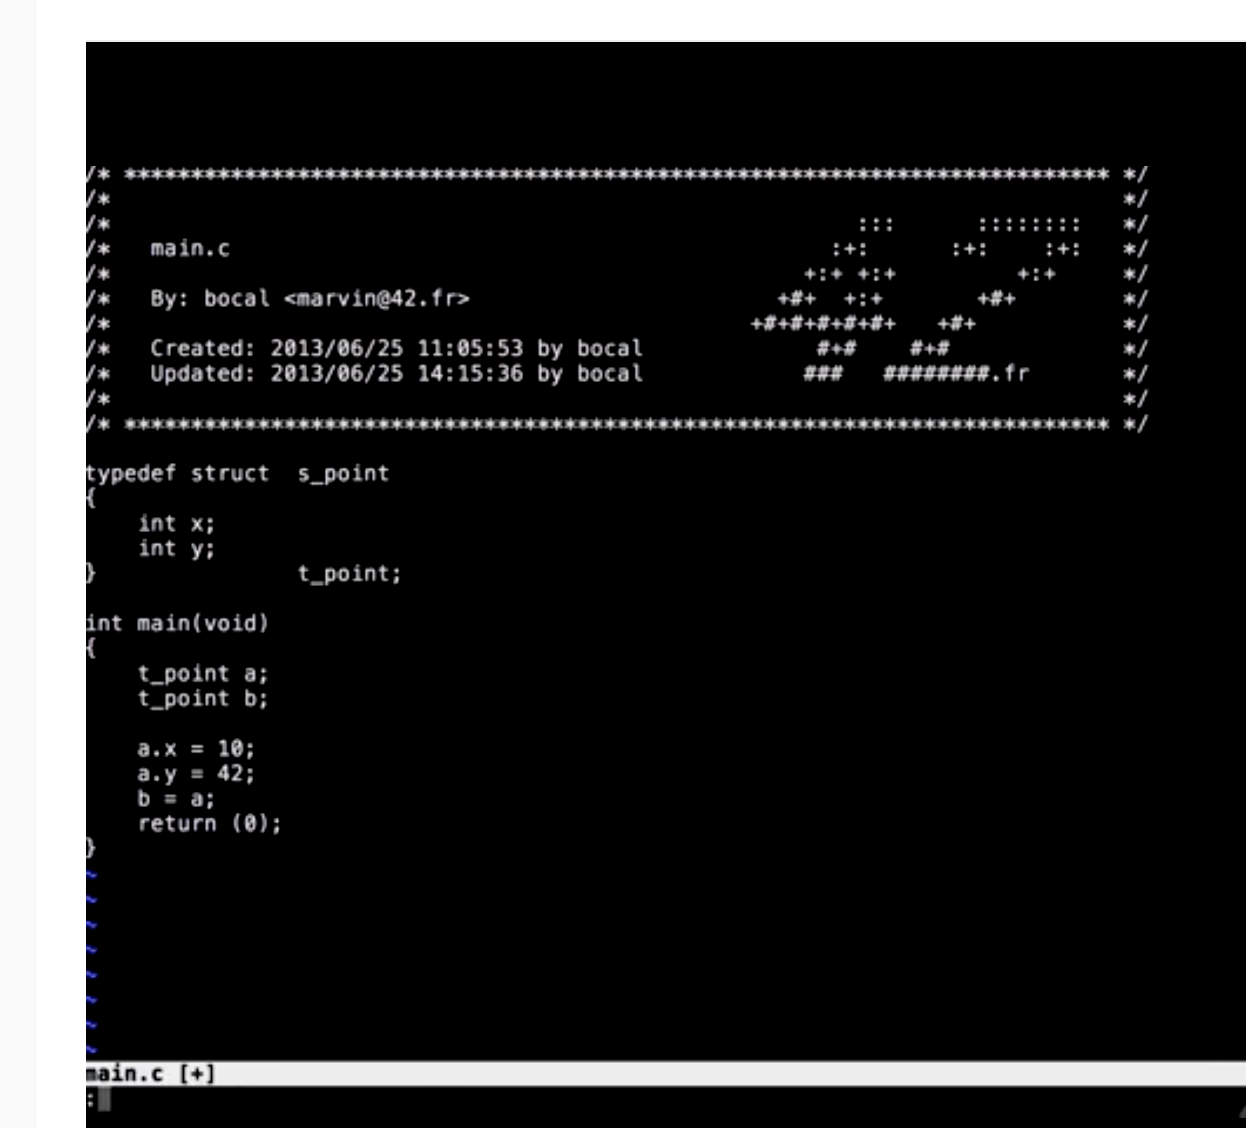 /* ************************************************************************** */
/*                                                                            */
/*                                                        :::      ::::::::   */
/*   main.c                                             :+:      :+:    :+:   */
/*                                                    +:+ +:+         +:+     */
/*   By: bocal <marvin@42.fr>                       +#+  +:+       +#+        */
/*                                                +#+#+#+#+#+   +#+           */
/*   Created: 2013/06/25 11:05:53 by bocal             #+#    #+#             */
/*   Updated: 2013/06/25 14:15:36 by bocal            ###   ########.fr       */
/*                                                                            */
/* ************************************************************************** */
typedef struct  s_point
{
    int x;
    int y;
}               t_point;
int main(void)
{
    t_point a;
    t_point b;
    a.x = 10;
    a.y = 42;
    b = a;
    return (0);
}
~
~
~
~
~
~
~
~
main.c [+]
: